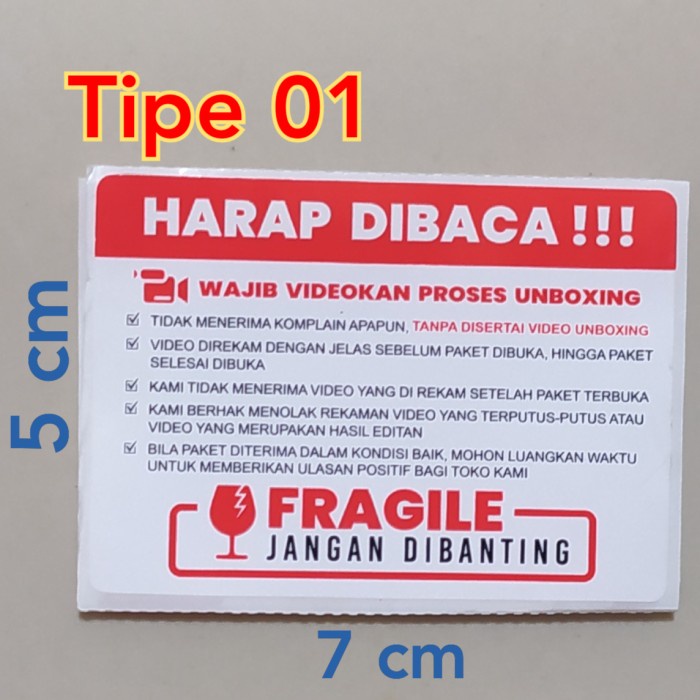 Tipe 01
HARAP DIBACA !!!
WAJIB VIDEOKAN PROSES UNBOXING
TIDAK MENERIMA KOMPLAIN APAPUN, TANPA DISERTAI VIDEO UNBOXING
VIDEO DIREKAM DENGAN JELAS SEBELUM PAKET DIBUKA, HINGGA PAKET
SELESAI DIBUKA
KAMI TIDAK MENERIMA VIDEO YANG DI REKAM SETELAH PAKET TERBUKA
KAMI BERHAK MENOLAK REKAMAN VIDEO YANG TERPUTUS-PUTUS ATAU
VIDEO YANG MERUPAKAN HASIL EDITAN
BILA PAKET DITERIMA DALAM KONDISI BAIK, MOHON LUANGKAN WAKTU
UNTUK MEMBERIKAN ULASAN POSITIF BAGI TOKO KAMI
FRAGILE
JANGAN DIBANTING
5 cm
7 cm